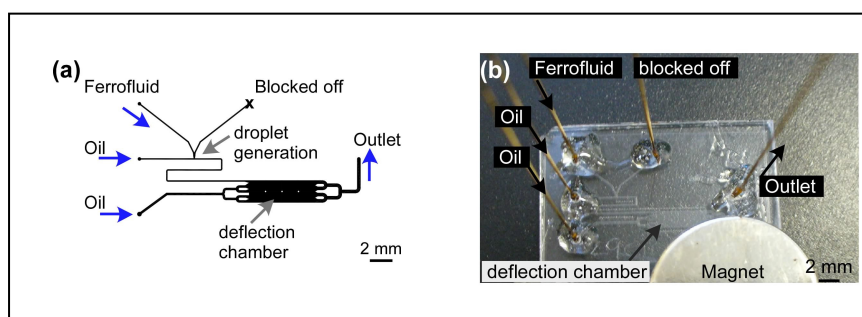 (a)
Ferrofluid
Blocked off
x
droplet
generation
Oil
Outlet
Oil
deflection
chamber
2 mm
(b)
Ferrofluid
blocked off
Oil
Oil
Outlet
deflection chamber
Magnet
2 mm